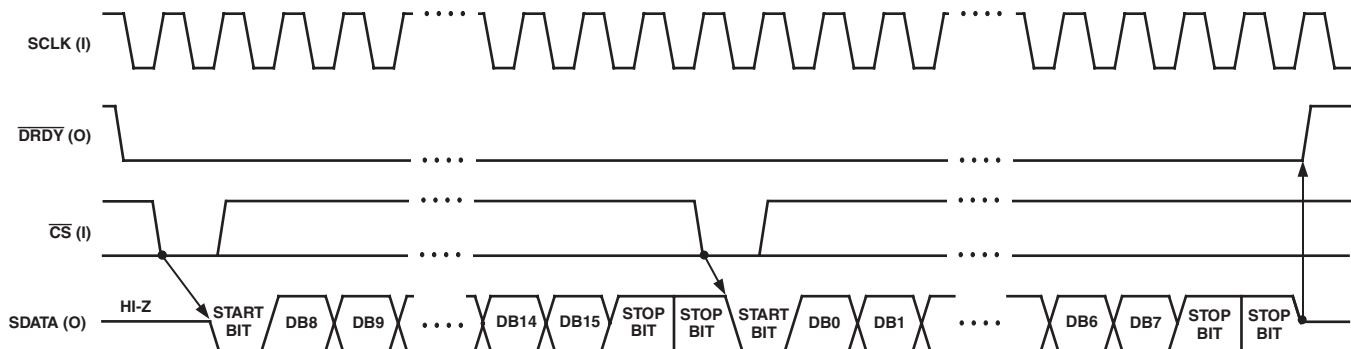 SCLK (I)
DRDY (O)
CS (I)
SDATA (O)
HI-Z
START
BIT
DB8
DB9
DB14
DB15
STOP
BIT
STOP
BIT
START
BIT
DB0
DB1
DB6
DB7
STOP
BIT
STOP
BIT